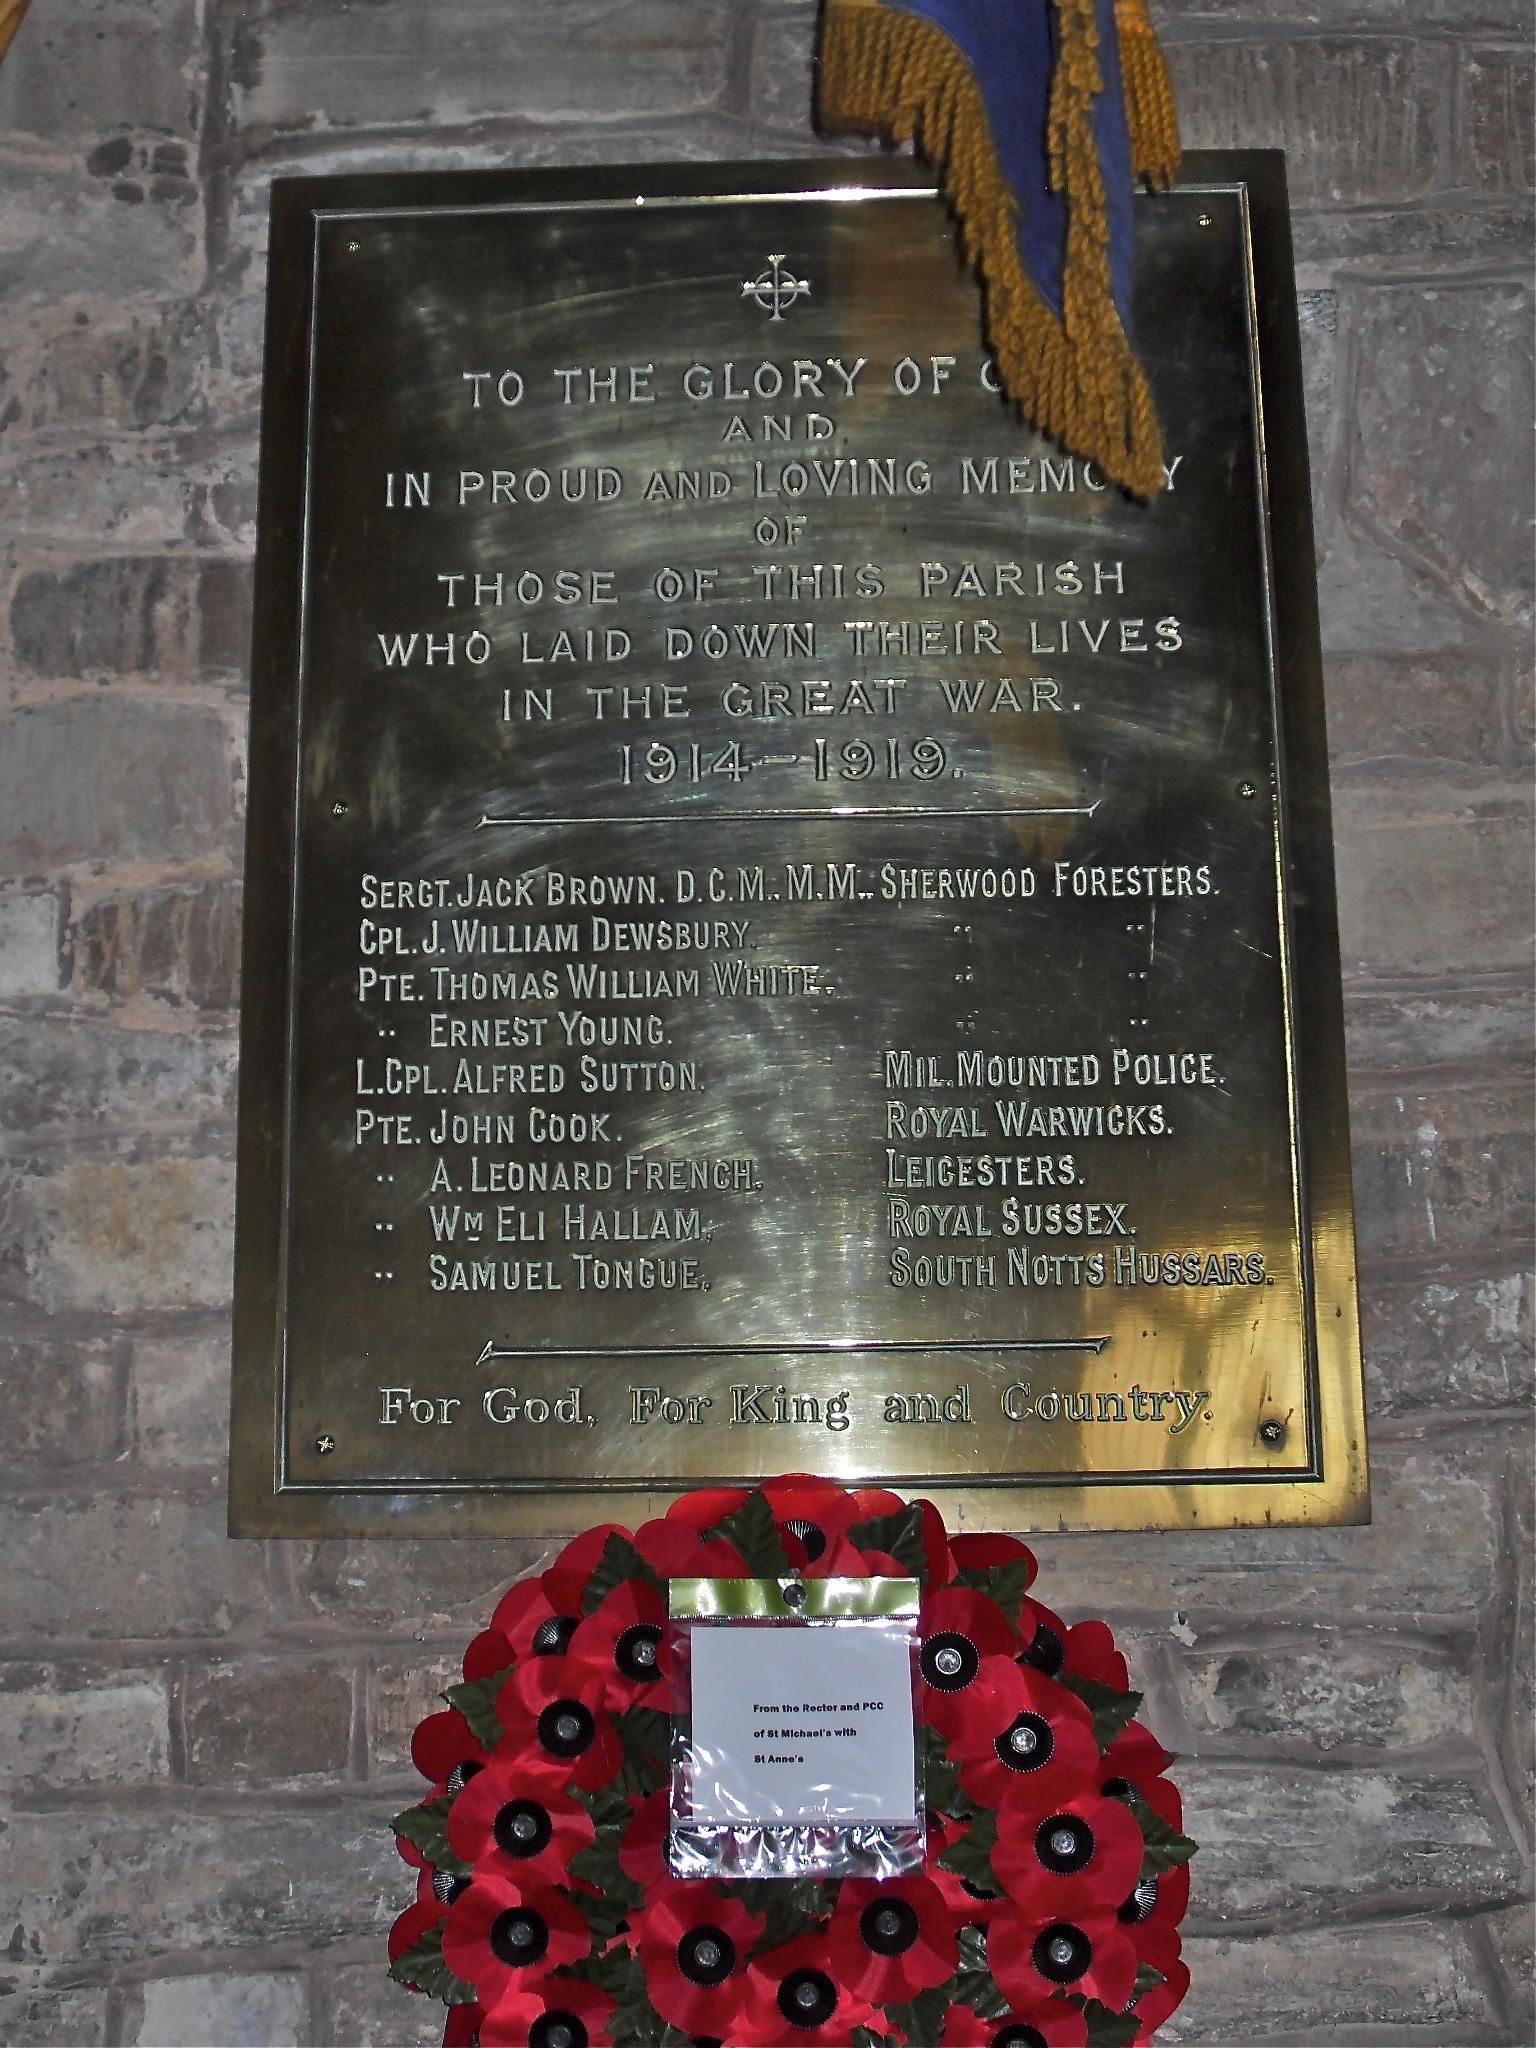 TO THE GLORY OF
AND
IN PROUD AND LOVING MEMORY
OF
THOSE OF THIS PARISH
WHO LAID DOWN THEIR LIVES
IN THE GREAT WAR.
1914-1919.
SERGT. JACK BROWN. D.C.M., M.M., SHERWOOD FORESTERS.
CPL. J. WILLIAM DEWSBURY. " "
PTE. THOMAS WILLIAM WHITE. " "
" ERNEST YOUNG. " "
L.CPL. ALFRED SUTTON. MIL. MOUNTED POLICE.
PTE. JOHN COOK. ROYAL WARWICKS.
" A. LEONARD FRENCH. LEICESTERS.
" WM ELI HALLAM. ROYAL SUSSEX.
" SAMUEL TONGUE. SOUTH NOTTS HUSSARS.
For God, For King and Country.
From the Rector and PCC
of St Michael's with
St Anne's